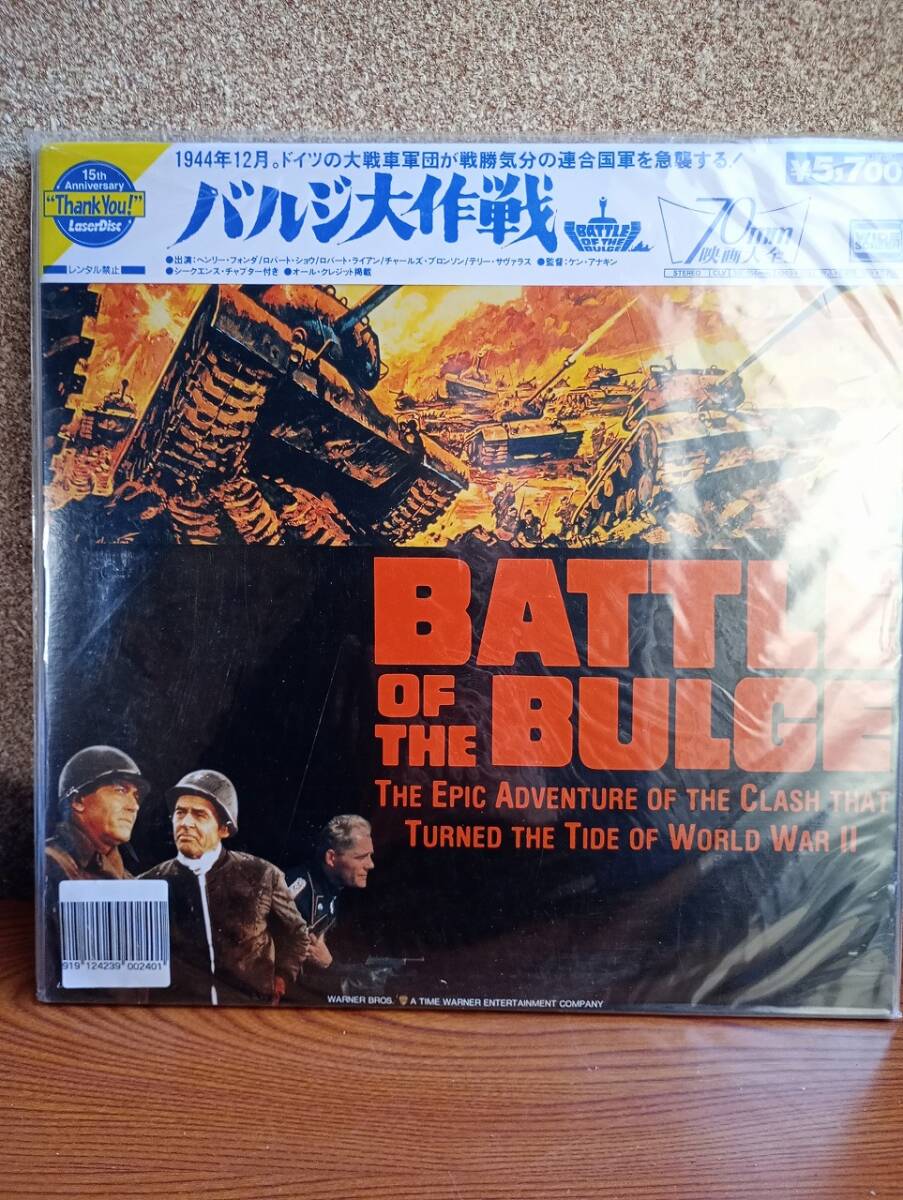 1944年12月。ドイツの大戦車軍団が戦勝気分の連合国軍を急襲する!
15th
Anniversary
"Thank You!"
LaserDisc
バルジ大作戦
BATTLE
OF THE
BULGE
70mm
映画大全
¥5,700
レンタル禁止
●出演:ヘンリー・フォンダ/ロバート・ショウ/ロバート・ライアン/チャールズ・ブロンソン/テリー・サヴァラス ●監督:ケン・アナキン
●シークエンス・チャプター付き ●オール・クレジット掲載
STEREO CLV
BATTLE
OF THE BULGE
THE EPIC ADVENTURE OF THE CLASH THAT
TURNED THE TIDE OF WORLD WAR II
919 124239 002401
WARNER BROS. A TIME WARNER ENTERTAINMENT COMPANY